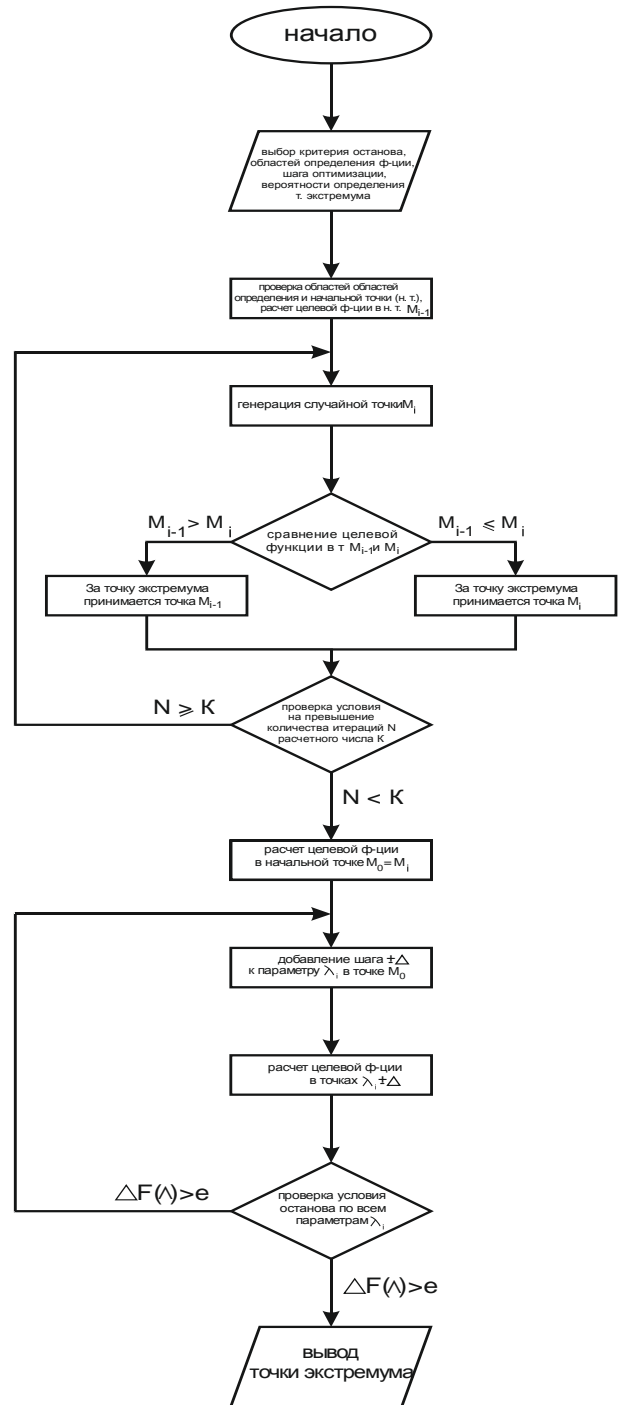 начало
выбор критерия останова,
областей определения ф-ции,
шага оптимизации,
вероятности определения
т. экстремума
проверка областей областей
определения и начальной точки (н. т.),
расчет целевой ф-ции в н. т. M i-1
генерация случайной точкиM i
M i-1 > M i
M i-1 ⩽ M i
сравнение целевой
функции в т M i-1 и M i
За точку экстремума
принимается точка M i-1
За точку экстремума
принимается точка M i
N ⩾ К
проверка условия
на превышение
количества итераций N
расчетного числа К
N < К
расчет целевой ф-ции
в начальной точке M 0 = M i
добавление шага ±△
к параметру λ i в точке M 0
расчет целевой ф-ции
в точках λ i ±△
△F(λ)>e
проверка условия
останова по всем
параметрам λ i
△F(λ)>e
вывод
точки экстремума